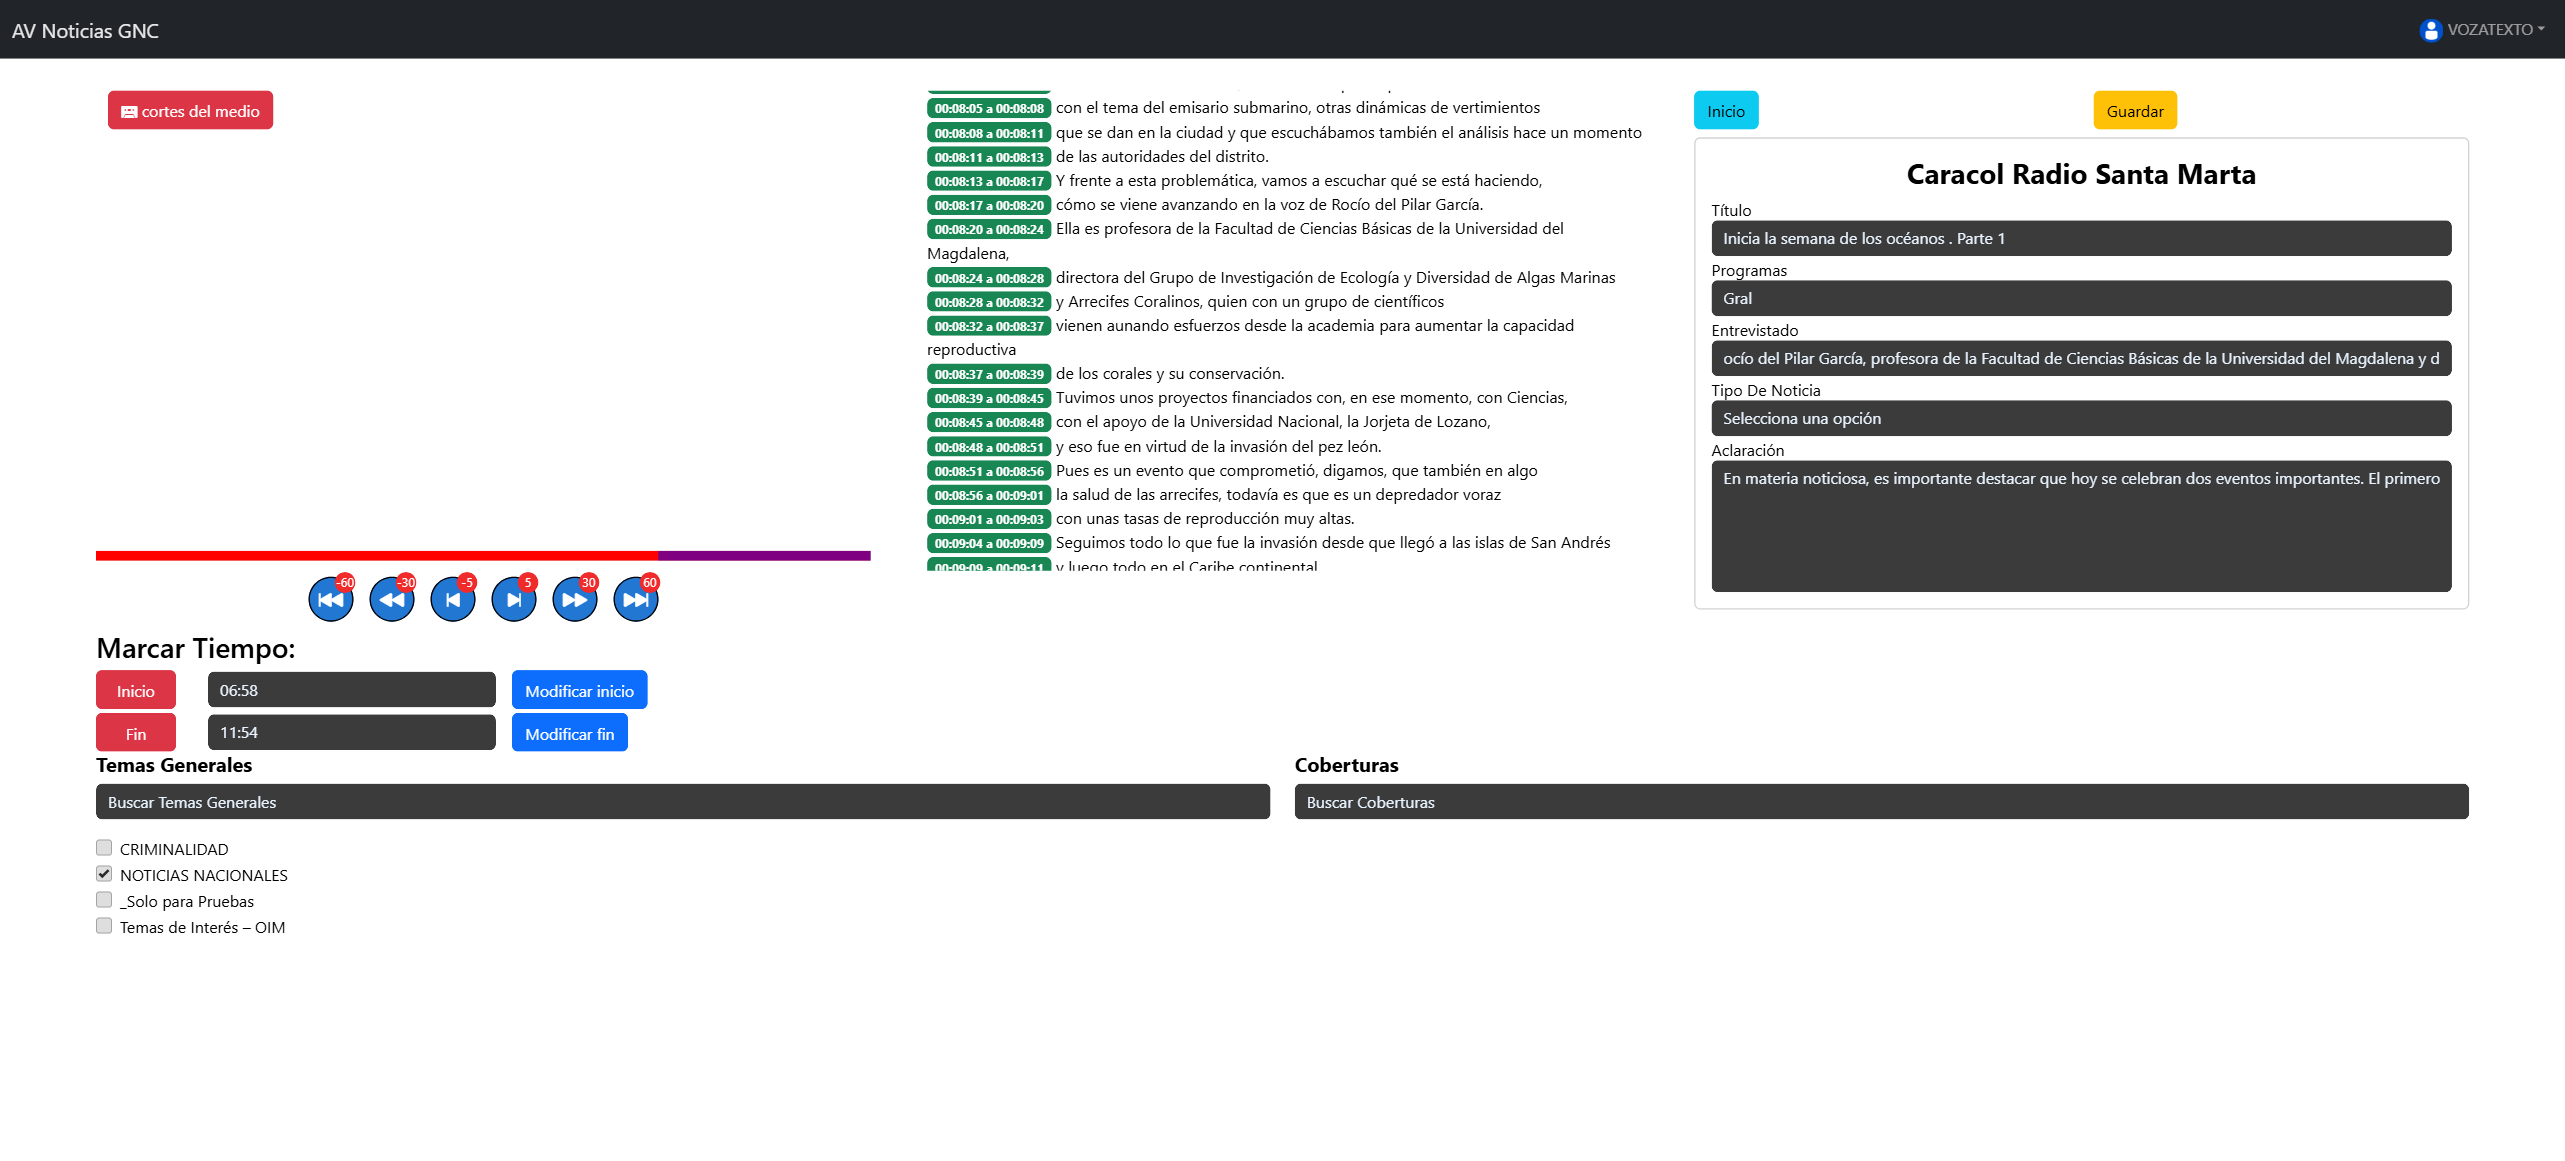 AV Noticias GNC
VOZATEXTO
cortes del medio
00:08:05 a 00:08:08 con el tema del emisario submarino, otras dinámicas de vertimientos
00:08:08 a 00:08:11 que se dan en la ciudad y que escuchábamos también el análisis hace un momento
00:08:11 a 00:08:13 de las autoridades del distrito.
00:08:13 a 00:08:17 Y frente a esta problemática, vamos a escuchar qué se está haciendo,
00:08:17 a 00:08:20 cómo se viene avanzando en la voz de Rocío del Pilar García.
00:08:20 a 00:08:24 Ella es profesora de la Facultad de Ciencias Básicas de la Universidad del
Magdalena,
00:08:24 a 00:08:28 directora del Grupo de Investigación de Ecología y Diversidad de Algas Marinas
00:08:28 a 00:08:32 y Arrecifes Coralinos, quien con un grupo de científicos
00:08:32 a 00:08:37 vienen aunando esfuerzos desde la academia para aumentar la capacidad
reproductiva
00:08:37 a 00:08:39 de los corales y su conservación.
00:08:39 a 00:08:45 Tuvimos unos proyectos financiados con, en ese momento, con Ciencias,
00:08:45 a 00:08:48 con el apoyo de la Universidad Nacional, la Jorjeta de Lozano,
00:08:48 a 00:08:51 y eso fue en virtud de la invasión del pez león.
00:08:51 a 00:08:56 Pues es un evento que comprometió, digamos, que también en algo
00:08:56 a 00:09:01 la salud de las arrecifes, todavía es que es un depredador voraz
00:09:01 a 00:09:03 con unas tasas de reproducción muy altas.
00:09:04 a 00:09:09 Seguimos todo lo que fue la invasión desde que llegó a las islas de San Andrés
00:09:09 a 00:09:11 y luego todo en el Caribe continental
Inicio
Guardar
Caracol Radio Santa Marta
Título
Inicia la semana de los océanos . Parte 1
Programas
Gral
Entrevistado
ocío del Pilar García, profesora de la Facultad de Ciencias Básicas de la Universidad del Magdalena y d
Tipo De Noticia
Selecciona una opción
Aclaración
En materia noticiosa, es importante destacar que hoy se celebran dos eventos importantes. El primero
-60 -30 -5 5 30 60
Marcar Tiempo:
Inicio 06:58 Modificar inicio
Fin 11:54 Modificar fin
Temas Generales
Buscar Temas Generales
CRIMINALIDAD
NOTICIAS NACIONALES
_Solo para Pruebas
Temas de Interés – OIM
Coberturas
Buscar Coberturas